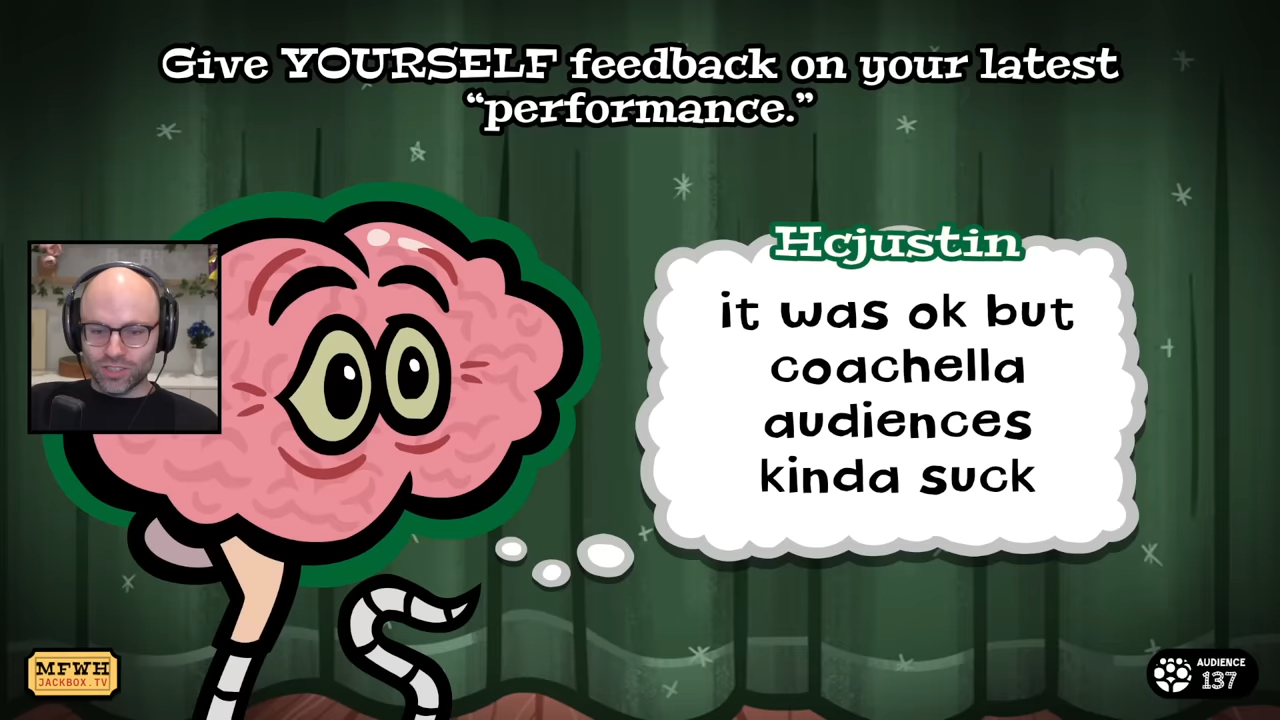 Give YOURSELF feedback on your latest
“performance.”
Hcjustin
it was ok but
coachella
audiences
kinda suck
MFWH
JACKBOX.TV
AUDIENCE
137